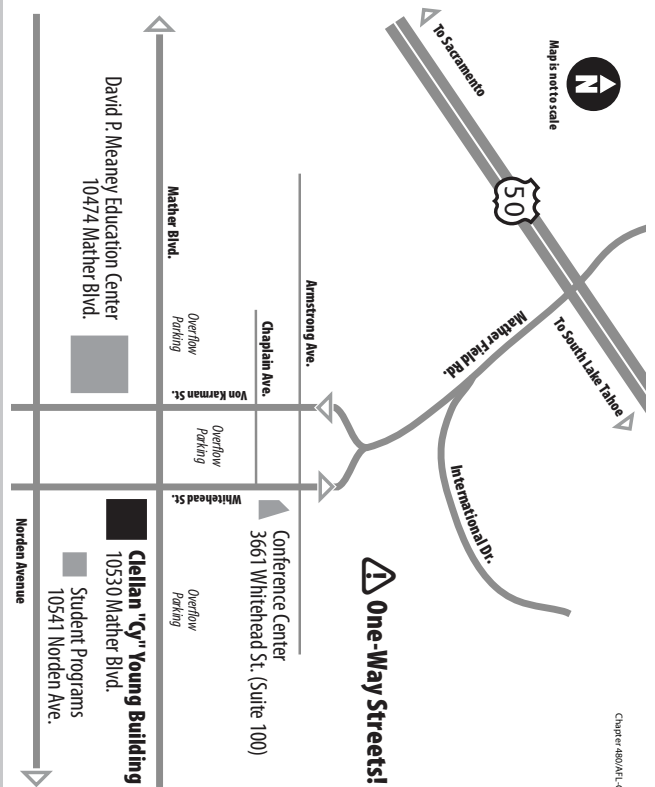 Chapter 480/AFL-C
N
Map is not to scale
To Sacramento
50
To South Lake Tahoe
Mather Field Rd.
International Dr.
One-Way Streets!
Armstrong Ave.
Chaplain Ave.
Conference Center
3661 Whitehead St. (Suite 100)
Von Karman St.
Whitehead St.
Overflow
Parking
Overflow
Parking
Overflow
Parking
Mather Blvd.
David P. Meaney Education Center
10474 Mather Blvd.
Clellan "Cy" Young Building
10530 Mather Blvd.
Student Programs
10541 Norden Ave.
Norden Avenue